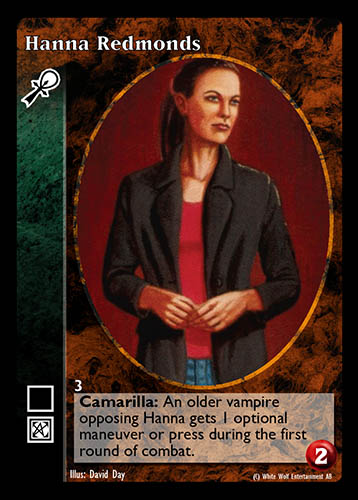 Hanna Redmonds
3
Camarilla: An older vampire
opposing Hanna gets 1 optional
maneuver or press during the first
round of combat.
2
Illus: David Day
(C) White Wolf Entertainment AB